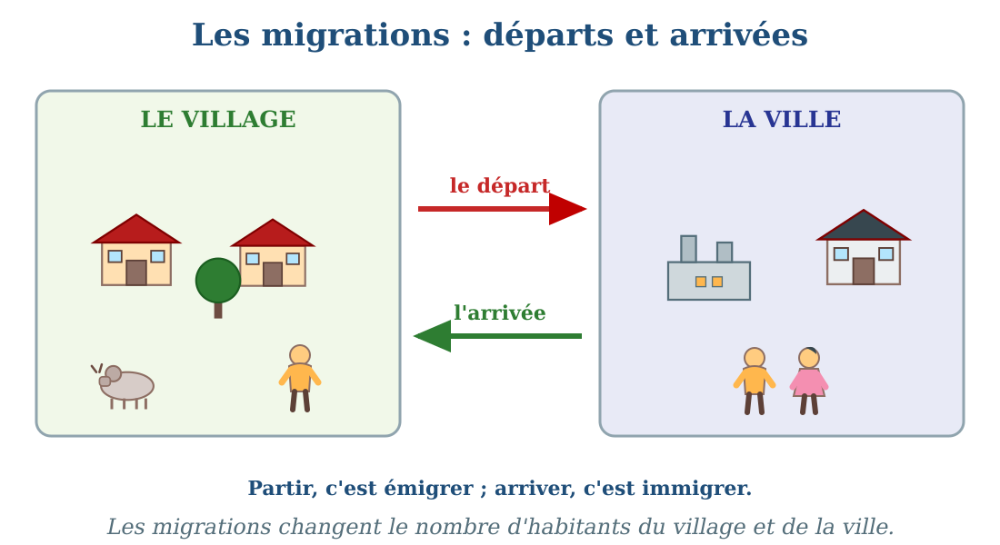 Les migrations : départs et arrivées
LE VILLAGE
LA VILLE
le départ
l'arrivée
Partir, c'est émigrer ; arriver, c'est immigrer.
Les migrations changent le nombre d'habitants du village et de la ville.